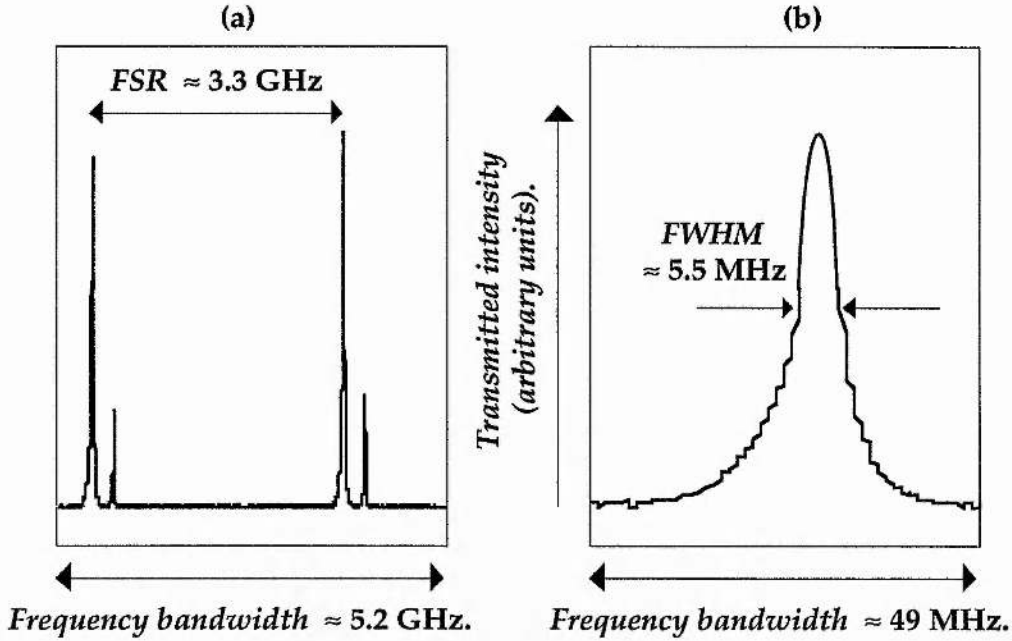 (a)
FSR ≈ 3.3 GHz
Frequency bandwidth ≈ 5.2 GHz.
Transmitted intensity
(arbitrary units).
(b)
FWHM
≈ 5.5 MHz
Frequency bandwidth ≈ 49 MHz.